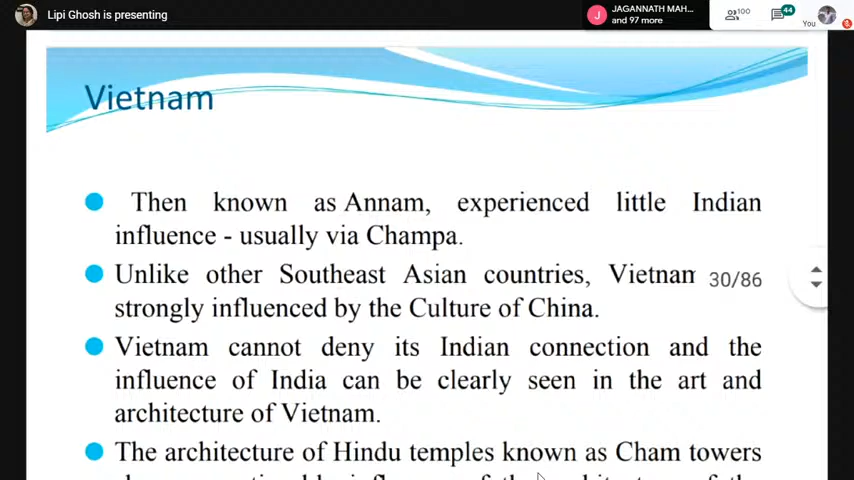 Lipi Ghosh is presenting
J
JAGANNATH MAH...
and 97 more
100
44
You
Vietnam
Then known as Annam, experienced little Indian
influence - usually via Champa.
Unlike other Southeast Asian countries, Vietnam
30/86
strongly influenced by the Culture of China.
Vietnam cannot deny its Indian connection and the
influence of India can be clearly seen in the art and
architecture of Vietnam.
The architecture of Hindu temples known as Cham towers